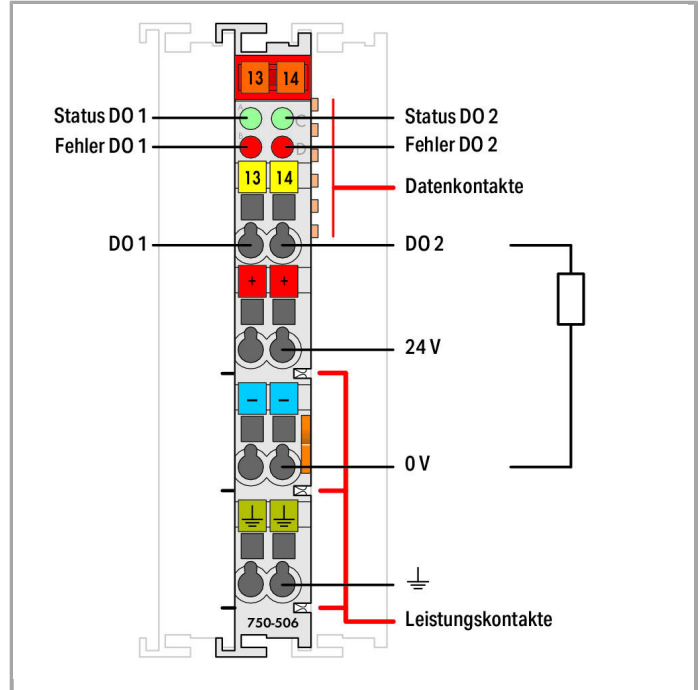 13 14
A C
Status DO 1 Status DO 2
B D
Fehler DO 1 Fehler DO 2
13 14
Datenkontakte
DO 1 DO 2
+ +
24 V
– –
0 V
750-506
Leistungskontakte